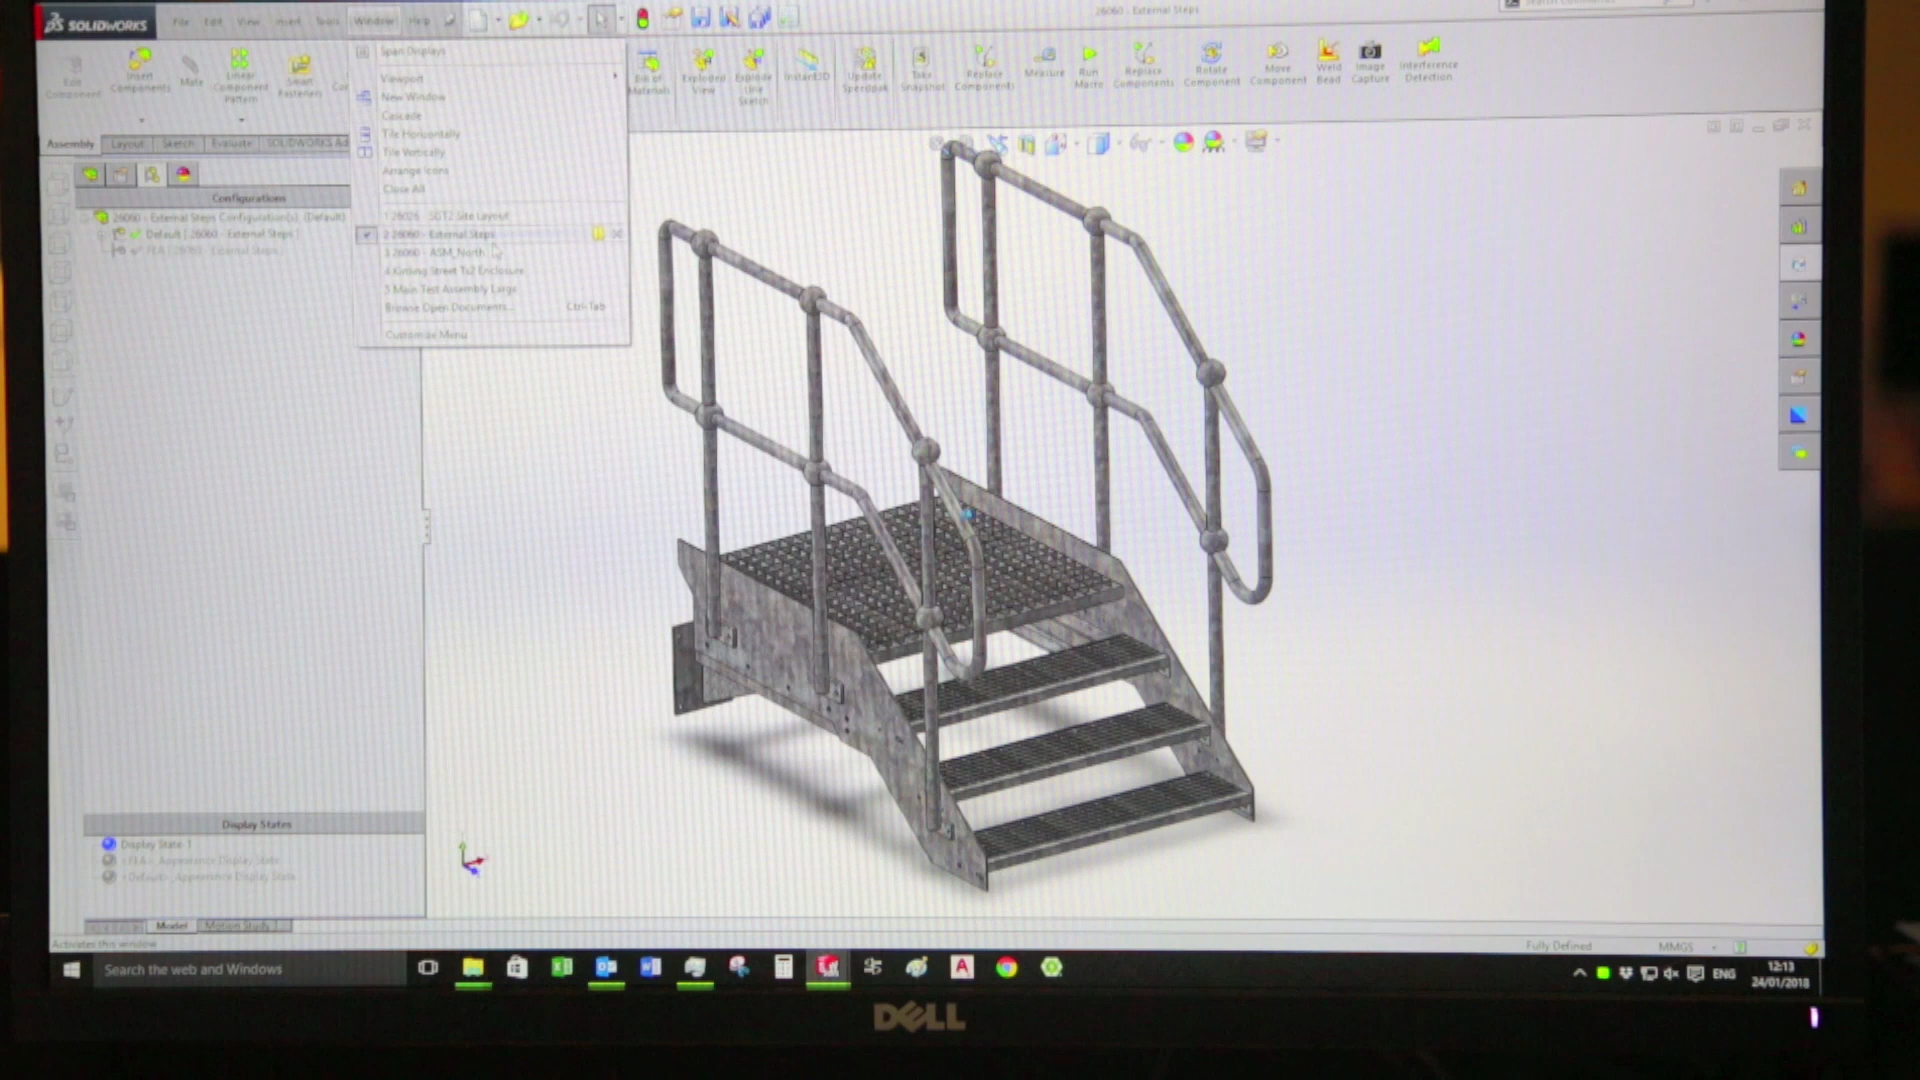 SOLIDWORKS File Edit View Insert Tools Window Help
26060 - External Steps
Edit Component
Insert Components
Mate
Linear Component Pattern
Smart Fasteners
Bill of Materials
Exploded View
Explode Line Sketch
Instant3D
Update Speedpak
Take Snapshot
Replace Components
Measure
Run Macro
Replace Components
Rotate Component
Move Component
Weld Bead
Image Capture
Interference Detection
Span Displays
Viewport
New Window
Cascade
Tile Horizontally
Tile Vertically
Arrange Icons
Close All
1 26026 - SGT2 Site Layout
2 26060 - External Steps
3 26060 - ASM_North
4 Kirtling Street Tx2 Enclosure
5 Main Test Assembly Large
Browse Open Documents... Ctrl+Tab
Customize Menu
Assembly Layout Sketch Evaluate SOLIDWORKS Ad
Configurations
26060 - External Steps Configuration(s) (Default)
Default [ 26060 - External Steps ]
FEA [ 26060 - External Steps ]
Display States
Display State-1
<FEA>_Appearance Display State
<Default>_Appearance Display State
Model Motion Study 1
Activates this window
Fully Defined MMGS
Search the web and Windows
ENG
12:13
24/01/2018
DELL